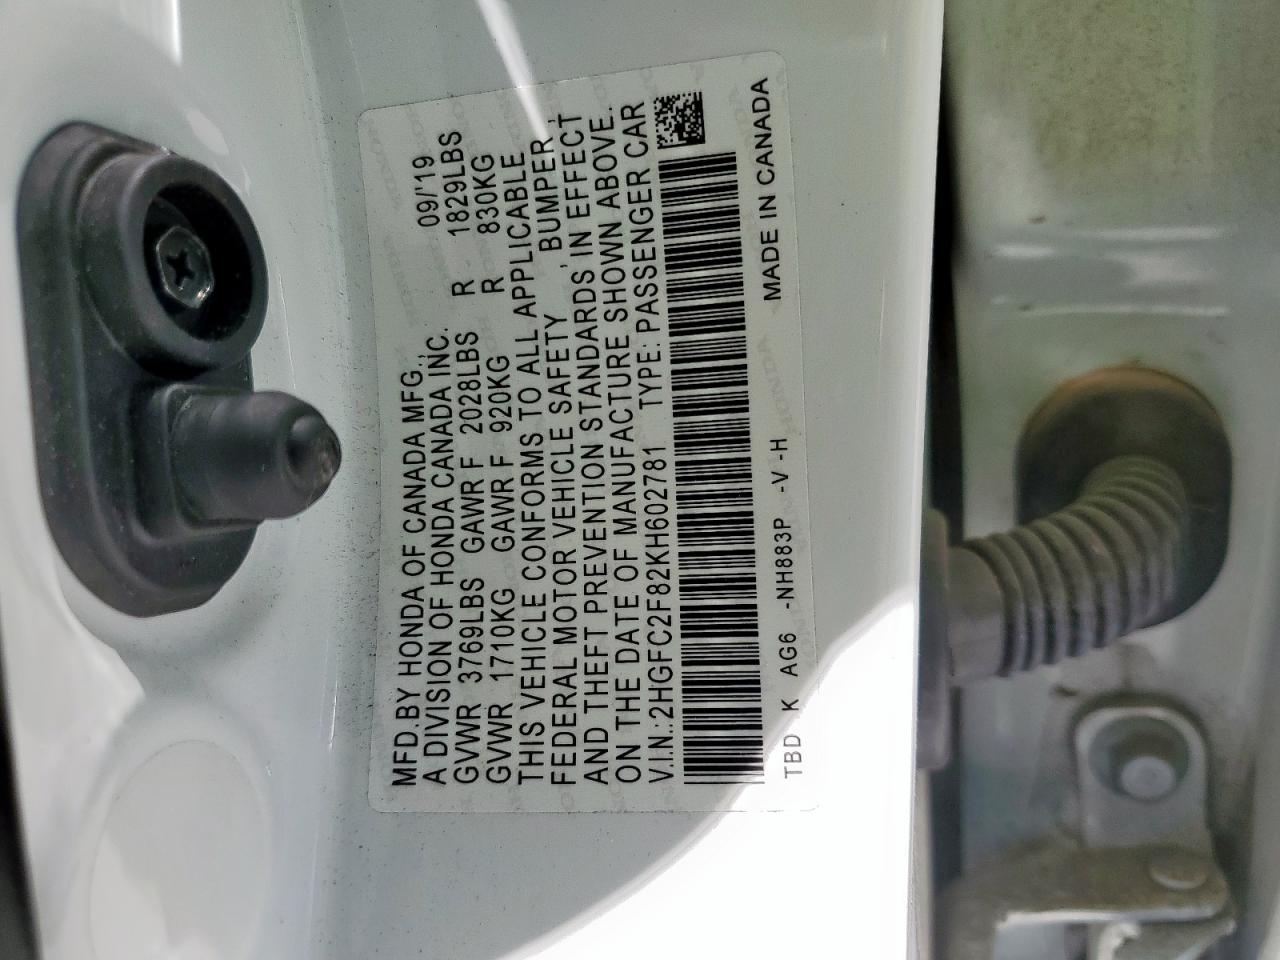 MFD.BY HONDA OF CANADA MFG.,
A DIVISION OF HONDA CANADA INC. 09/'19
GVWR 3769LBS GAWR F 2028LBS R 1829LBS
GVWR 1710KG GAWR F 920KG R 830KG
THIS VEHICLE CONFORMS TO ALL APPLICABLE
FEDERAL MOTOR VEHICLE SAFETY , BUMPER ,
AND THEFT PREVENTION STANDARDS IN EFFECT
ON THE DATE OF MANUFACTURE SHOWN ABOVE.
V.I.N.: 2HGFC2F82KH602781 TYPE: PASSENGER CAR
TBD K AG6 -NH883P -V -H MADE IN CANADA